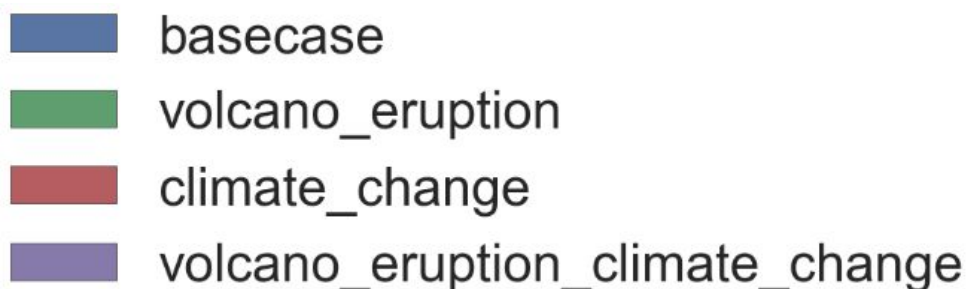 basecase
volcano_eruption
climate_change
volcano_eruption_climate_change